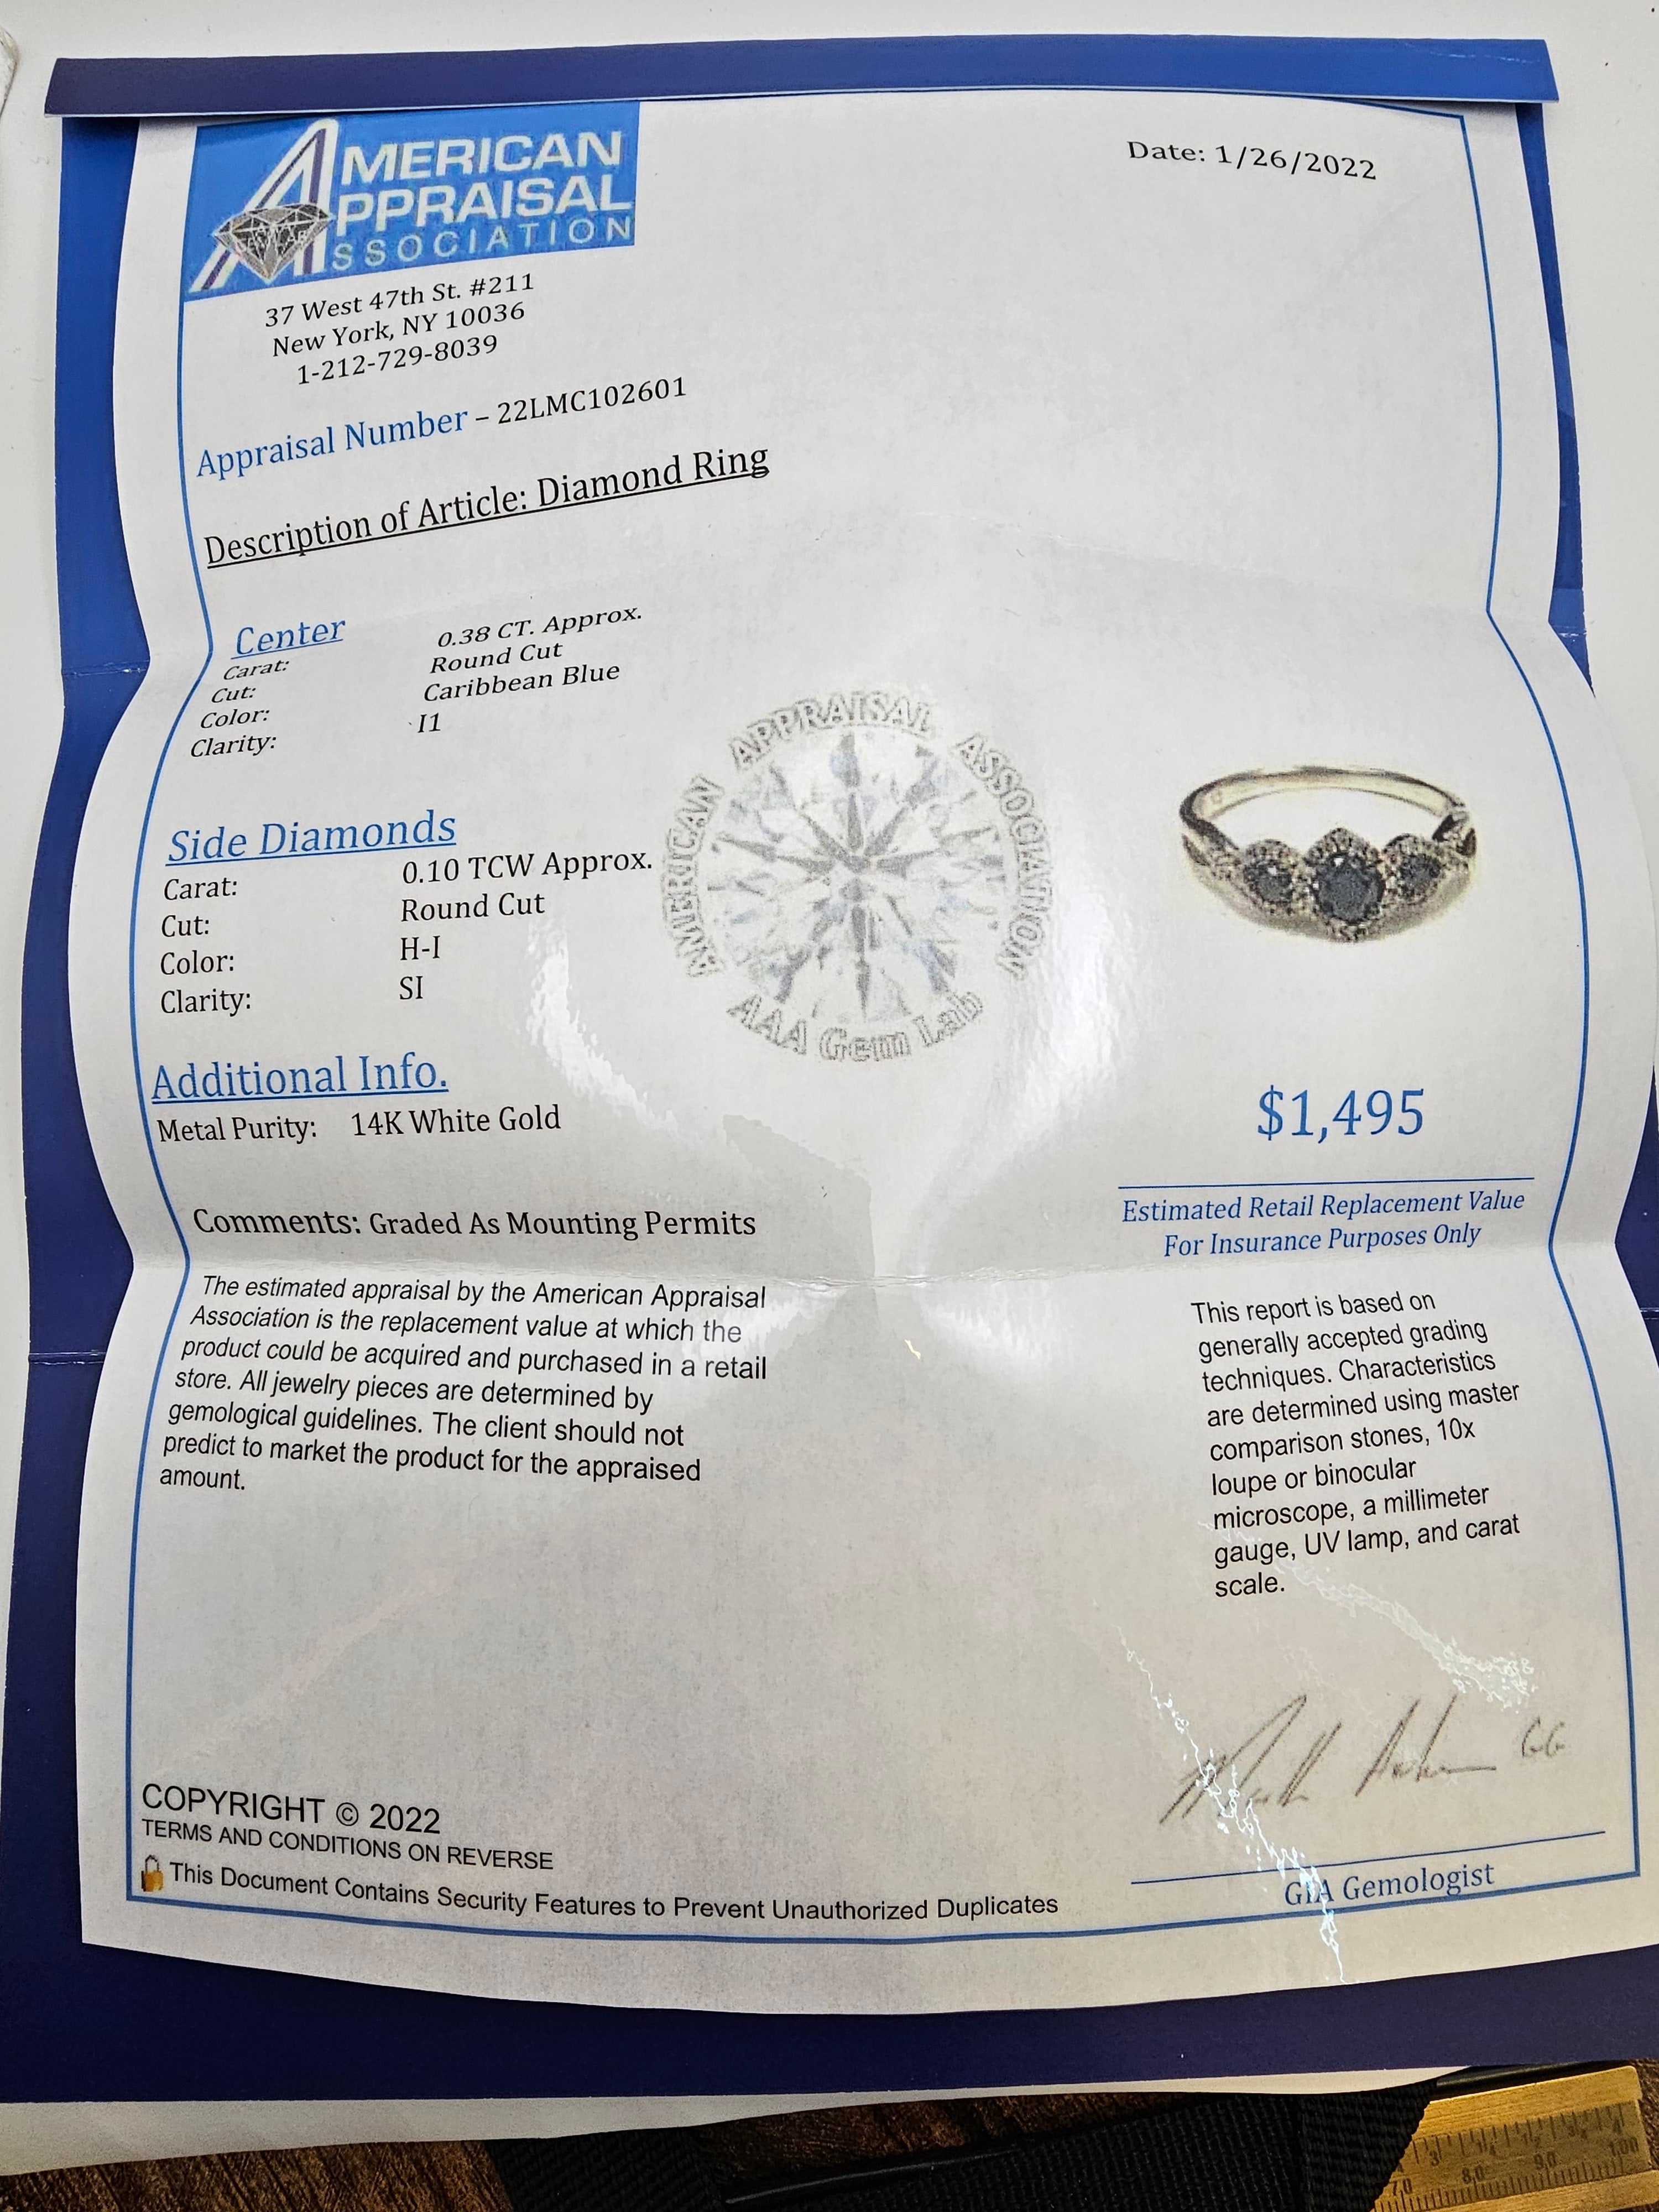 AMERICAN
APPRAISAL
ASSOCIATION
Date: 1/26/2022
37 West 47th St. #211
New York, NY 10036
1-212-729-8039
Appraisal Number – 22LMC102601
Description of Article: Diamond Ring
Center
Carat: 0.38 CT. Approx.
Cut: Round Cut
Color: Caribbean Blue
Clarity: I1
Side Diamonds
Carat: 0.10 TCW Approx.
Cut: Round Cut
Color: H-I
Clarity: SI
AMERICAN APPRAISAL ASSOCIATION
AAA Gem Lab
Additional Info.
Metal Purity: 14K White Gold
$1,495
Estimated Retail Replacement Value
For Insurance Purposes Only
Comments: Graded As Mounting Permits
The estimated appraisal by the American Appraisal
Association is the replacement value at which the
product could be acquired and purchased in a retail
store. All jewelry pieces are determined by
gemological guidelines. The client should not
predict to market the product for the appraised
amount.
This report is based on
generally accepted grading
techniques. Characteristics
are determined using master
comparison stones, 10x
loupe or binocular
microscope, a millimeter
gauge, UV lamp, and carat
scale.
GG
GIA Gemologist
COPYRIGHT © 2022
TERMS AND CONDITIONS ON REVERSE
This Document Contains Security Features to Prevent Unauthorized Duplicates
70 80 90 100